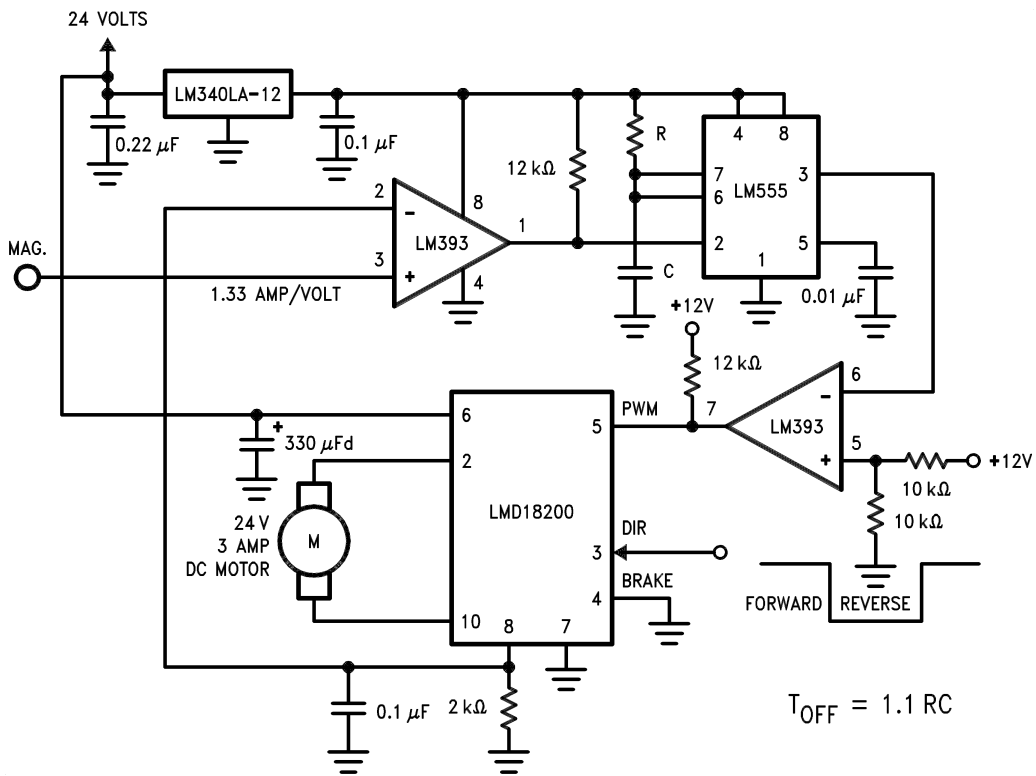 24 VOLTS
LM340LA-12
0.22 μF
0.1 μF
12 kΩ
R
4
8
7
6
LM555
3
2
5
1
C
0.01 μF
2
8
1
LM393
3
4
MAG.
1.33 AMP/VOLT
+12V
12 kΩ
PWM
7
6
LM393
5
+12V
10 kΩ
10 kΩ
6
5
+
330 μFd
2
LMD18200
24 V
3 AMP
DC MOTOR
M
DIR
3
BRAKE
4
10
8
7
FORWARD
REVERSE
0.1 μF
2 kΩ
TOFF = 1.1 RC